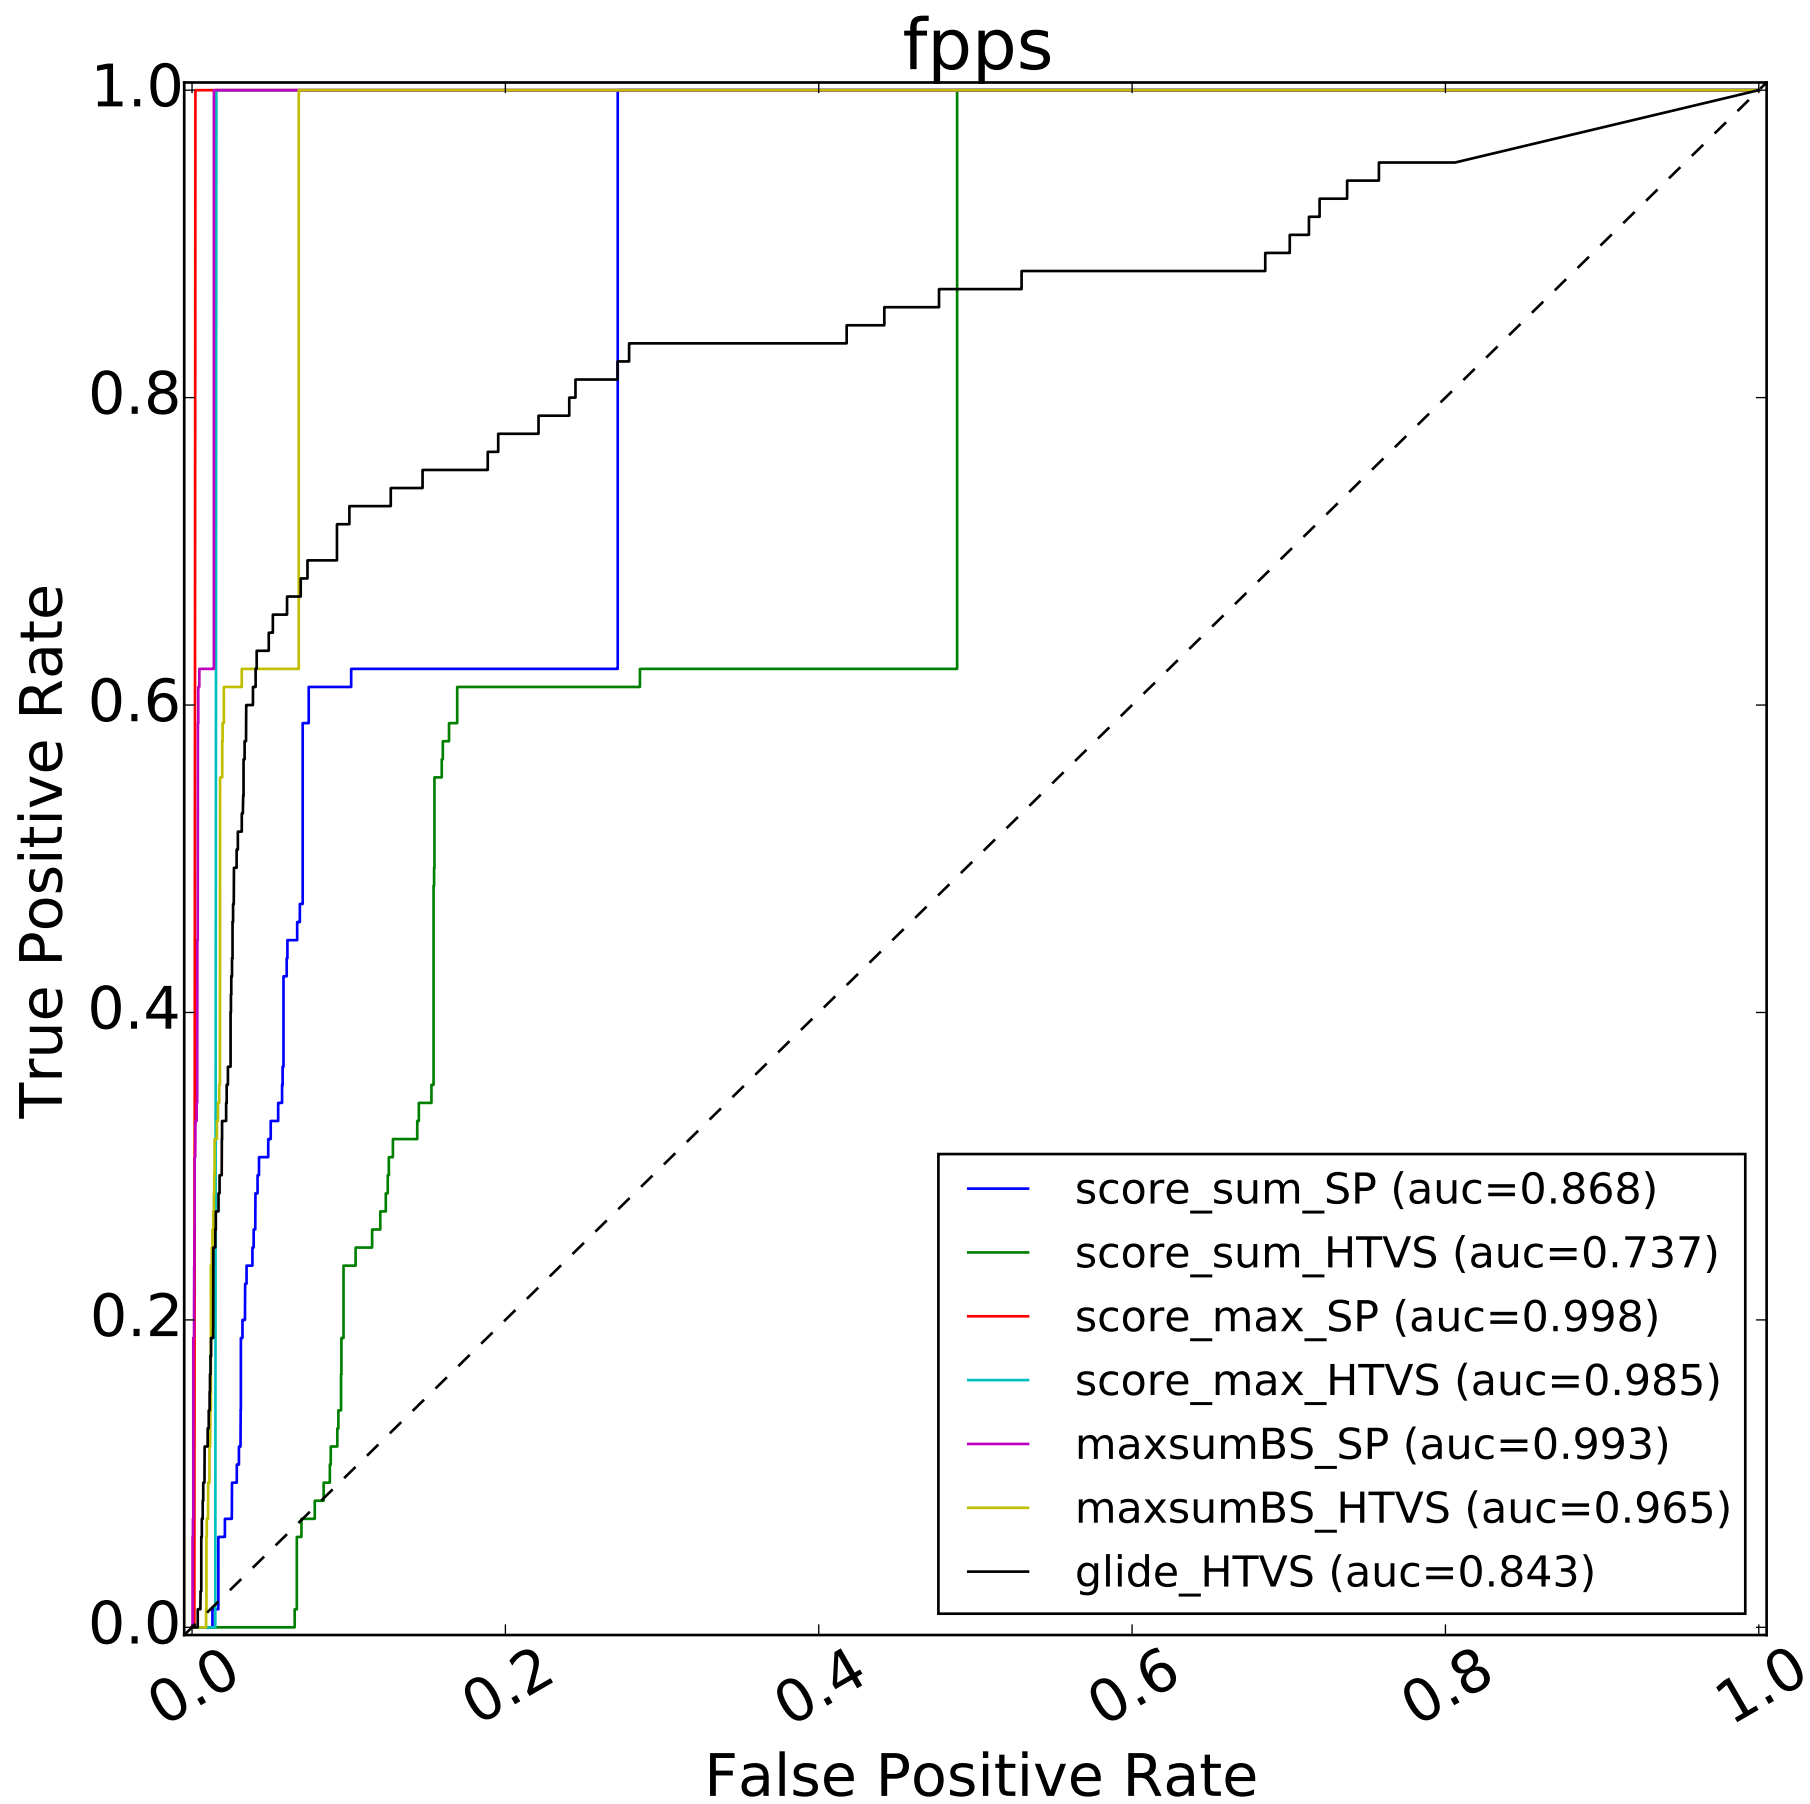 fpps
True Positive Rate
1.0
0.8
0.6
0.4
0.2
0.0
score_sum_SP (auc=0.868)
score_sum_HTVS (auc=0.737)
score_max_SP (auc=0.998)
score_max_HTVS (auc=0.985)
maxsumBS_SP (auc=0.993)
maxsumBS_HTVS (auc=0.965)
glide_HTVS (auc=0.843)
0.0 0.2 0.4 0.6 0.8 1.0
False Positive Rate